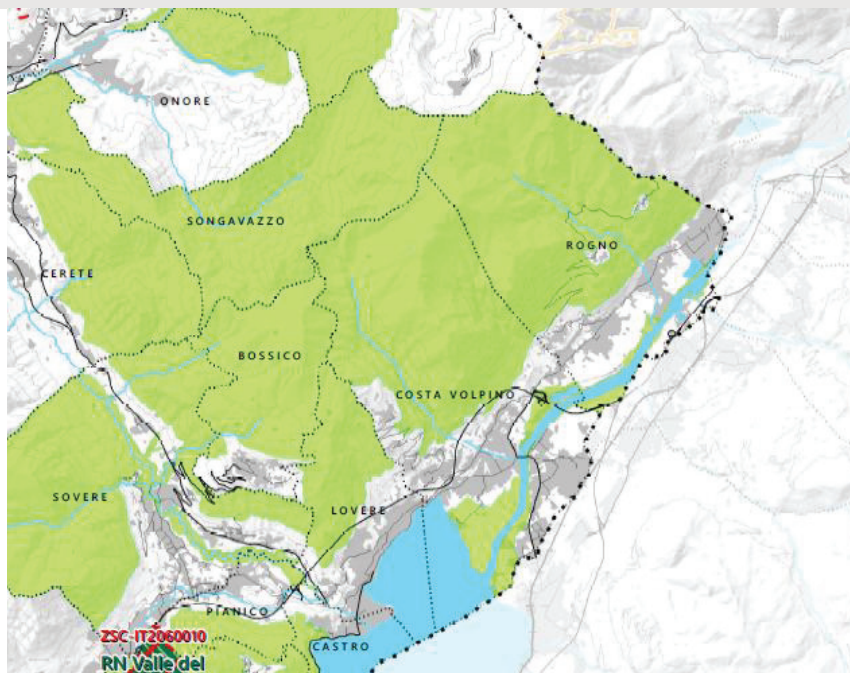 ONORE
SONGAVAZZO
ROGNO
CERETE
BOSSICO
COSTA VOLPINO
SOVERE
LOVERE
PIANICO
ZSC-IT2060010
CASTRO
RN Valle del